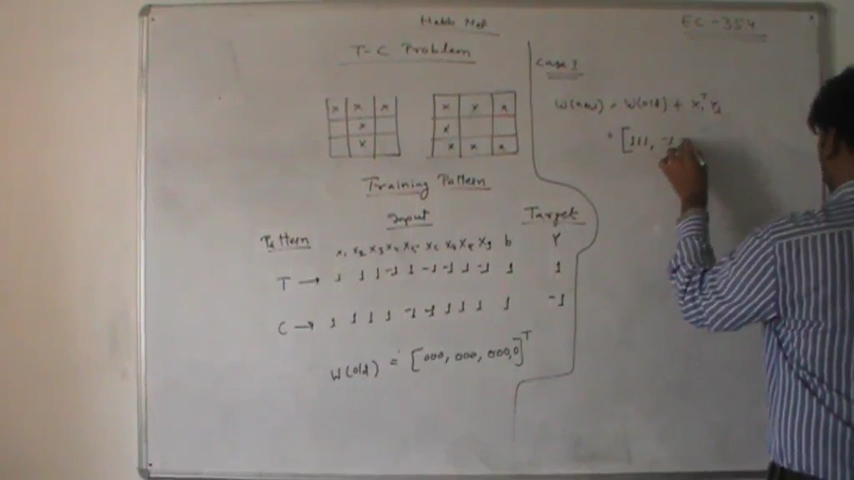 Hebb Net
EC-354
T-C Problem
Case 1
W(new) = W(old) + x₁ᵀ Y₁
= [111, -1
x x x
x
x
x x x
x
x x x
Training Pattern
Input
Target
Pattern
x₁ x₂ x₃ x₄ x₅ x₆ x₇ x₈ x₉ b
Y
T → 1 1 1 -1 1 -1 -1 1 -1 1 1
C → 1 1 1 1 -1 -1 1 1 1 1 -1
W(old) = [000, 000, 000,0]ᵀ